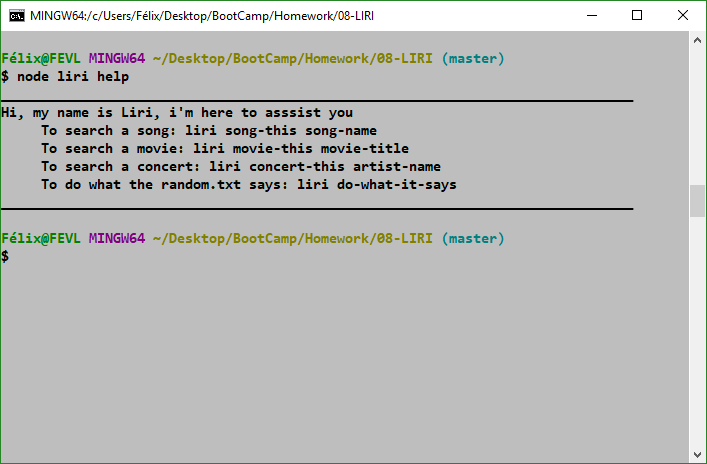 MINGW64:/c/Users/Félix/Desktop/BootCamp/Homework/08-LIRI
Félix@FEVL MINGW64 ~/Desktop/BootCamp/Homework/08-LIRI (master)
$ node liri help
Hi, my name is Liri, i'm here to asssist you
To search a song: liri song-this song-name
To search a movie: liri movie-this movie-title
To search a concert: liri concert-this artist-name
To do what the random.txt says: liri do-what-it-says
Félix@FEVL MINGW64 ~/Desktop/BootCamp/Homework/08-LIRI (master)
$